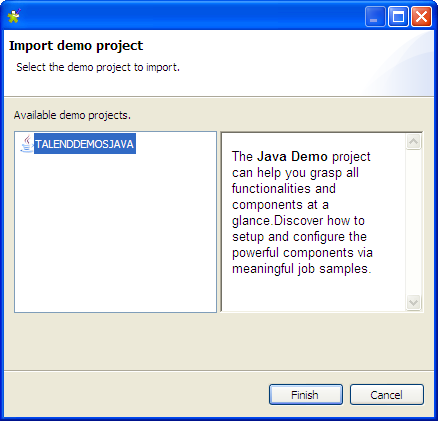 Import demo project
Select the demo project to import.
Available demo projects.
TALENDDEMOSJAVA
The Java Demo project
can help you grasp all
functionalities and
components at a
glance.Discover how to
setup and configure the
powerful components via
meaningful job samples.
Finish
Cancel